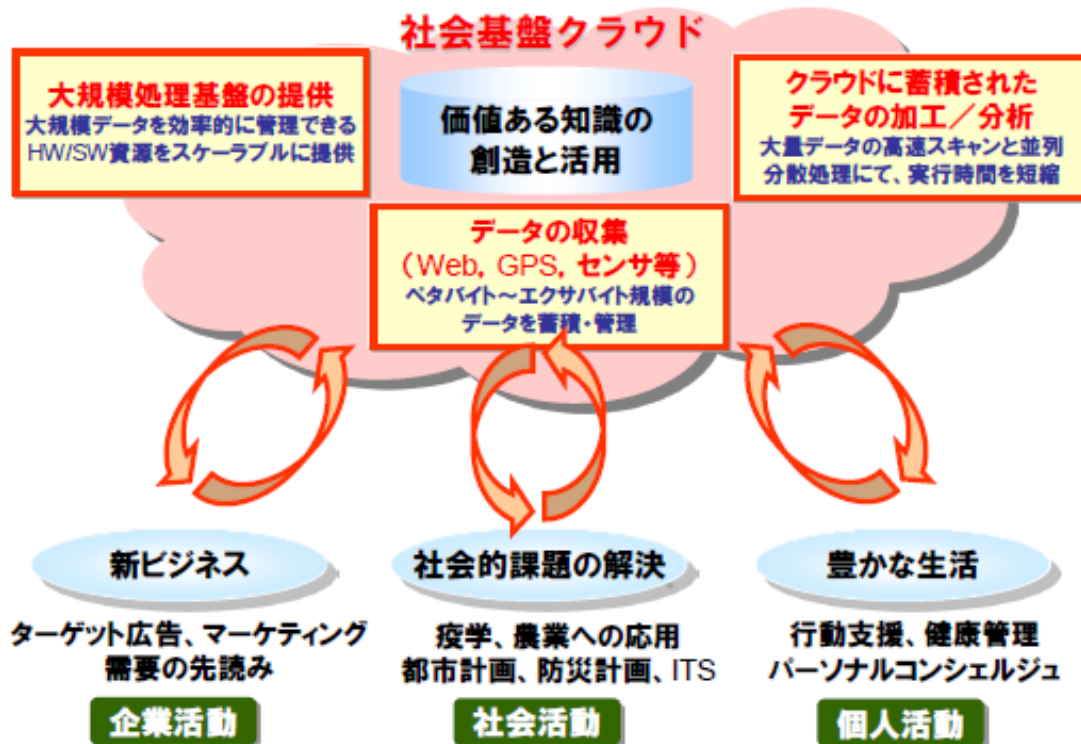 社会基盤クラウド
大規模処理基盤の提供
大規模データを効率的に管理できる
HW/SW資源をスケーラブルに提供
価値ある知識の
創造と活用
クラウドに蓄積された
データの加工/分析
大量データの高速スキャンと並列
分散処理にて、実行時間を短縮
データの収集
(Web, GPS, センサ等)
ペタバイト~エクサバイト規模の
データを蓄積・管理
新ビジネス
ターゲット広告、マーケティング
需要の先読み
企業活動
社会的課題の解決
疫学、農業への応用
都市計画、防災計画、ITS
社会活動
豊かな生活
行動支援、健康管理
パーソナルコンシェルジュ
個人活動